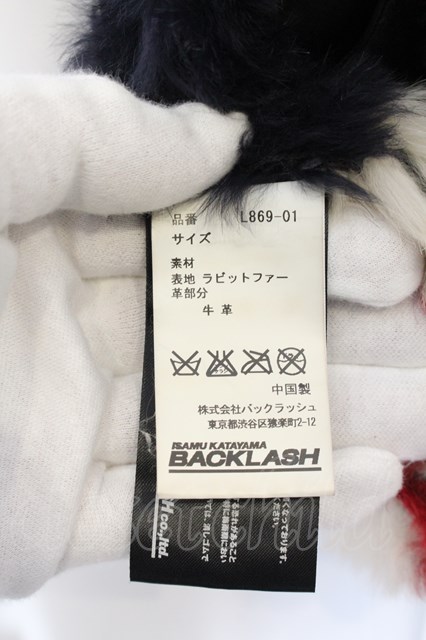 品番 L869-01
サイズ
素材
表地 ラビットファー
革部分
牛 革
中国製
株式会社バックラッシュ
東京都渋谷区猿楽町2-12
ISAMU KATAYAMA
BACKLASH
H co.,ltd.